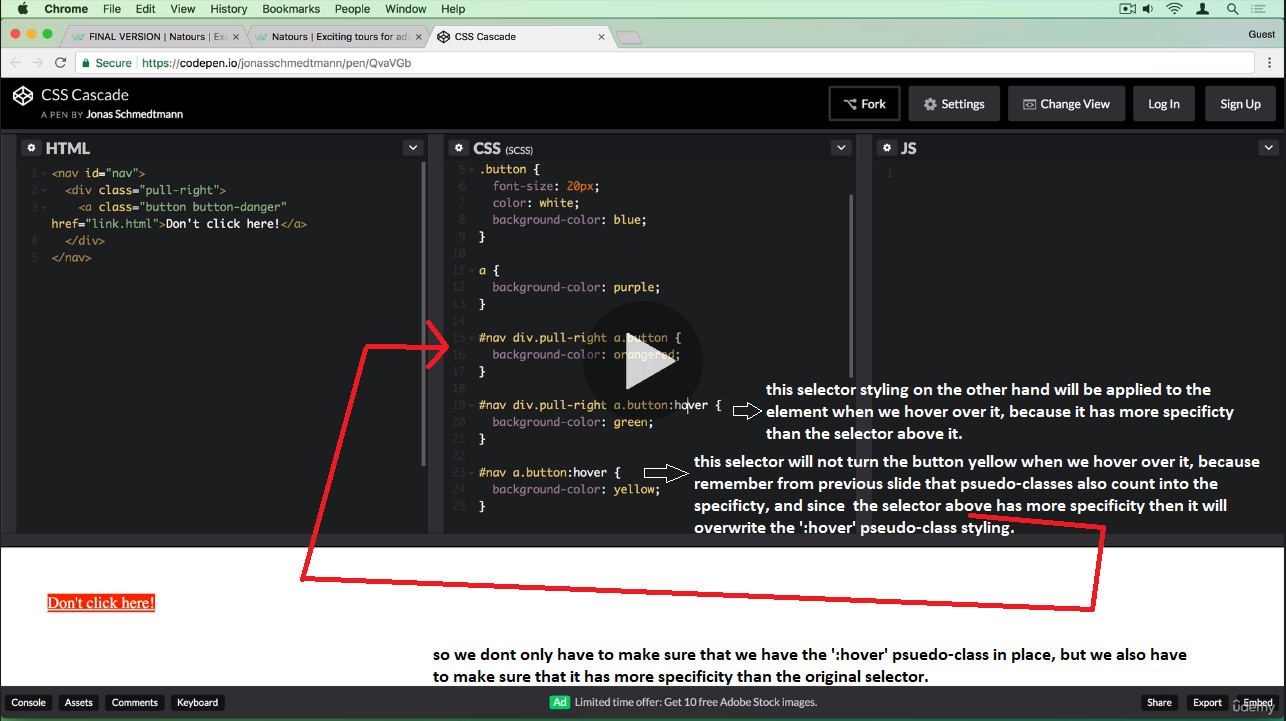 Chrome File Edit View History Bookmarks People Window Help
FINAL VERSION | Natours | Exc
Natours | Exciting tours for adv
CSS Cascade
Guest
Secure https://codepen.io/jonasschmedtmann/pen/QvaVGb
CSS Cascade
A PEN BY Jonas Schmedtmann
Fork
Settings
Change View
Log In
Sign Up
HTML
1 <nav id="nav">
2 <div class="pull-right">
3 <a class="button button-danger"
href="link.html">Don't click here!</a>
4 </div>
5 </nav>
CSS (SCSS)
5 .button {
6 font-size: 20px;
7 color: white;
8 background-color: blue;
9 }
10
11 a {
12 background-color: purple;
13 }
14
15 #nav div.pull-right a.button {
16 background-color: orangered;
17 }
18
19 #nav div.pull-right a.button:hover {
20 background-color: green;
21 }
22
23 #nav a.button:hover {
24 background-color: yellow;
25 }
JS
1
this selector styling on the other hand will be applied to the
element when we hover over it, because it has more specificty
than the selector above it.
this selector will not turn the button yellow when we hover over it, because
remember from previous slide that psuedo-classes also count into the
specificty, and since the selector above has more specificity then it will
overwrite the ':hover' pseudo-class styling.
Don't click here!
so we dont only have to make sure that we have the ':hover' psuedo-class in place, but we also have
to make sure that it has more specificity than the original selector.
Console
Assets
Comments
Keyboard
Ad Limited time offer: Get 10 free Adobe Stock images.
Share
Export
Embed
udemy